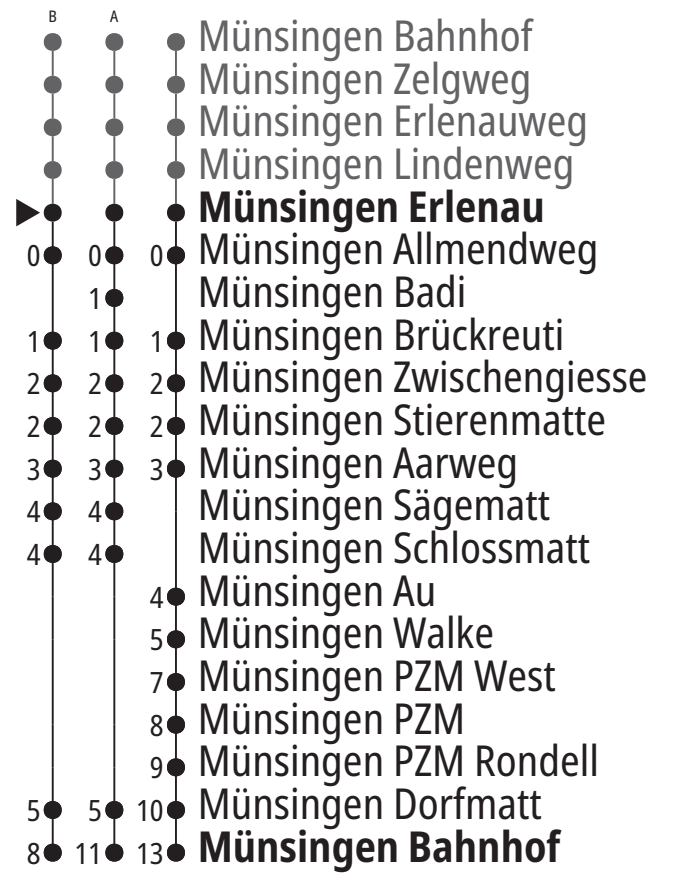 B A
Münsingen Bahnhof
Münsingen Zelgweg
Münsingen Erlenauweg
Münsingen Lindenweg
Münsingen Erlenau
0 0 0 Münsingen Allmendweg
1 Münsingen Badi
1 1 1 Münsingen Brückreuti
2 2 2 Münsingen Zwischengiesse
2 2 2 Münsingen Stierenmatte
3 3 3 Münsingen Aarweg
4 4 Münsingen Sägematt
4 4 Münsingen Schlossmatt
4 Münsingen Au
5 Münsingen Walke
7 Münsingen PZM West
8 Münsingen PZM
9 Münsingen PZM Rondell
5 5 10 Münsingen Dorfmatt
8 11 13 Münsingen Bahnhof